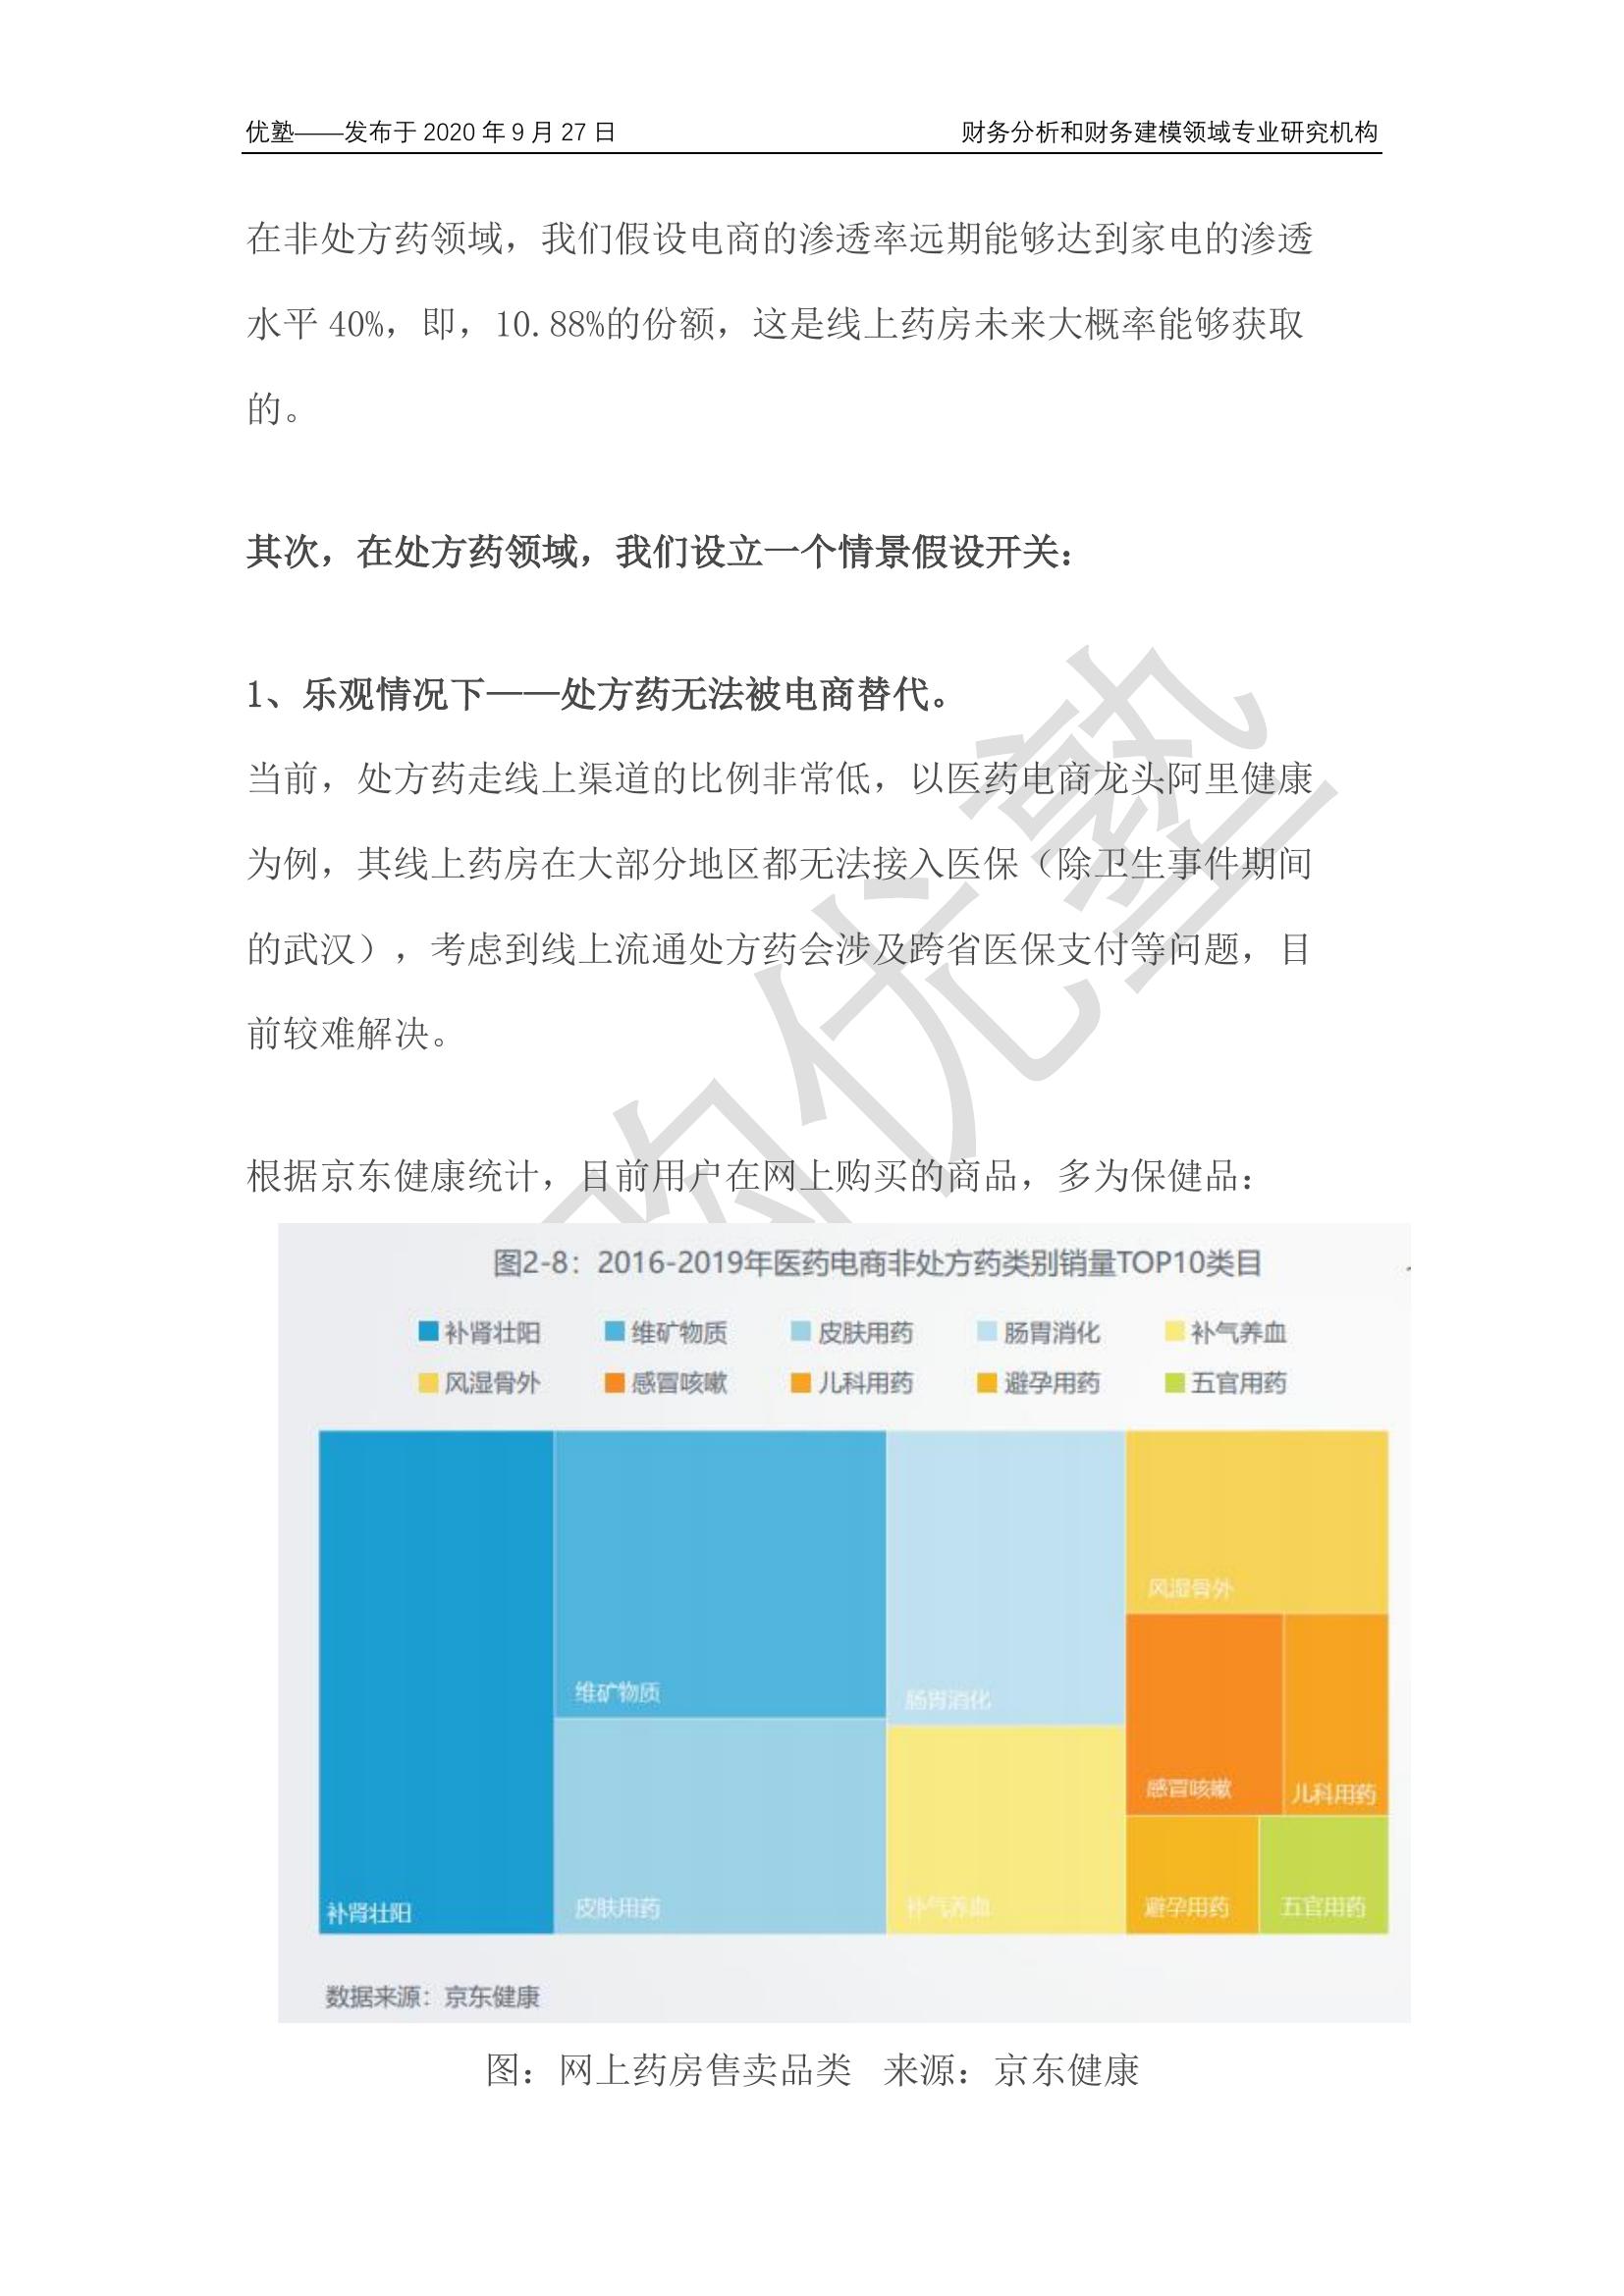 优塾——发布于 2020 年 9 月 27 日
财务分析和财务建模领域专业研究机构
在非处方药领域，我们假设电商的渗透率远期能够达到家电的渗透
水平 40%，即，10.88%的份额，这是线上药房未来大概率能够获取
的。
其次，在处方药领域，我们设立一个情景假设开关：
1、乐观情况下——处方药无法被电商替代。
当前，处方药走线上渠道的比例非常低，以医药电商龙头阿里健康
为例，其线上药房在大部分地区都无法接入医保（除卫生事件期间
的武汉），考虑到线上流通处方药会涉及跨省医保支付等问题，目
前较难解决。
根据京东健康统计，目前用户在网上购买的商品，多为保健品：
图2-8：2016-2019年医药电商非处方药类别销量TOP10类目
补肾壮阳 维矿物质 皮肤用药 肠胃消化 补气养血
风湿骨外 感冒咳嗽 儿科用药 避孕用药 五官用药
风湿骨外
维矿物质
肠胃消化
感冒咳嗽
儿科用药
补肾壮阳
皮肤用药
补气养血
避孕用药
五官用药
数据来源：京东健康
图：网上药房售卖品类 来源：京东健康
优塾